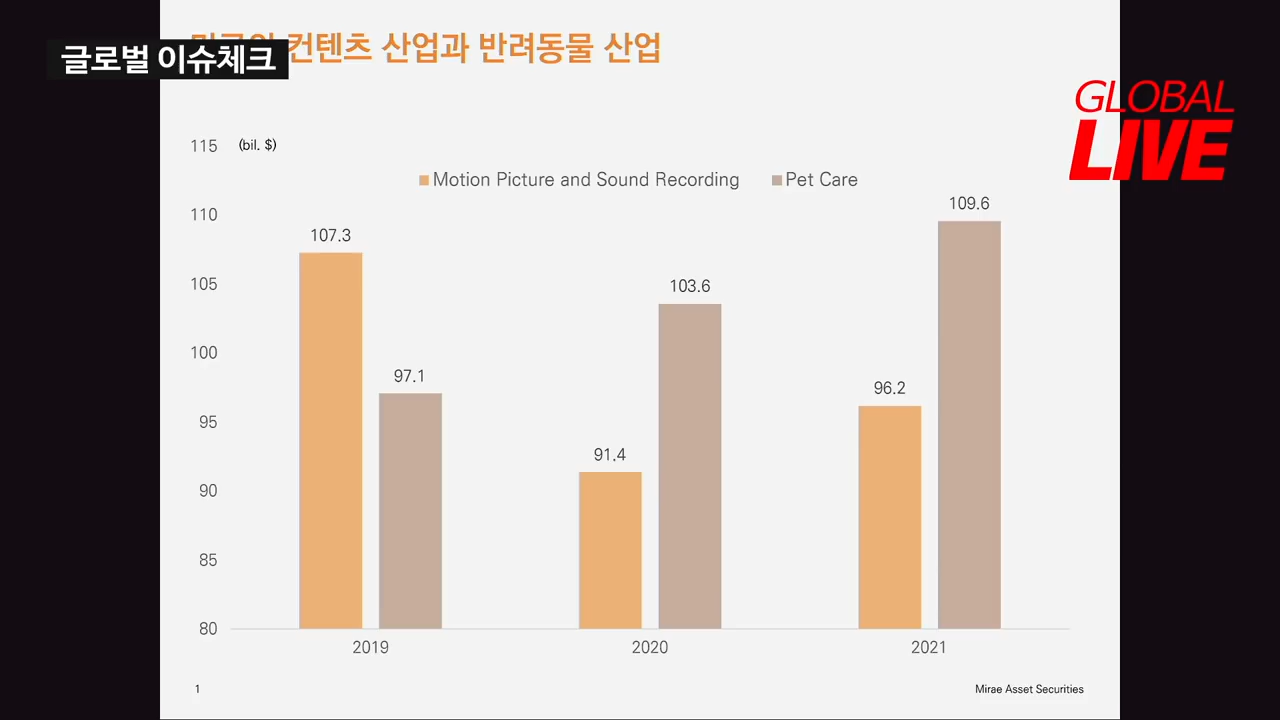 글로벌 이슈체크
컨텐츠 산업과 반려동물 산업
GLOBAL
LIVE
(bil. $)
Motion Picture and Sound Recording
Pet Care
115
110
105
100
95
90
85
80
107.3
97.1
91.4
103.6
96.2
109.6
2019
2020
2021
1
Mirae Asset Securities